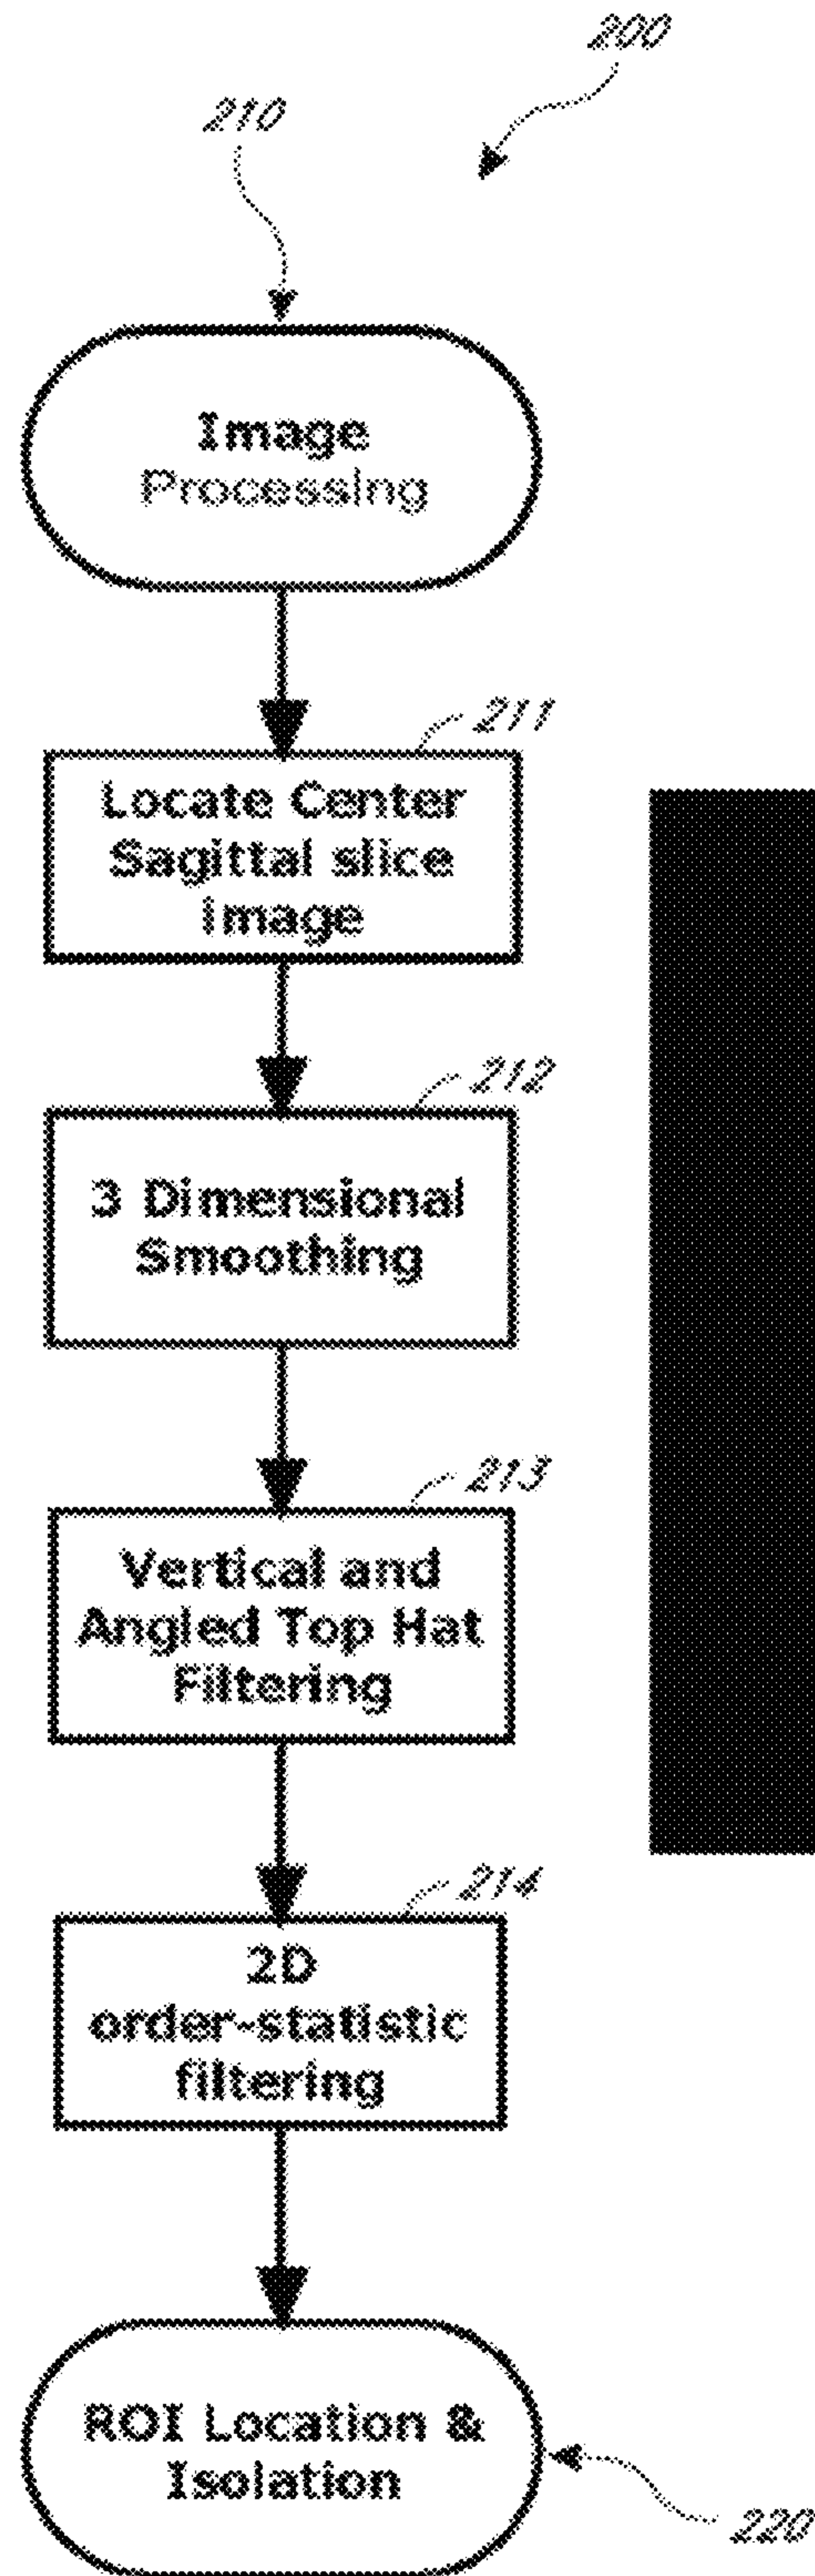 200
210
Image
Processing
211
Locate Center
Sagittal slice
image
212
3 Dimensional
Smoothing
213
Vertical and
Angled Top Hat
Filtering
214
2D
order-statistic
filtering
ROI Location &
Isolation
220